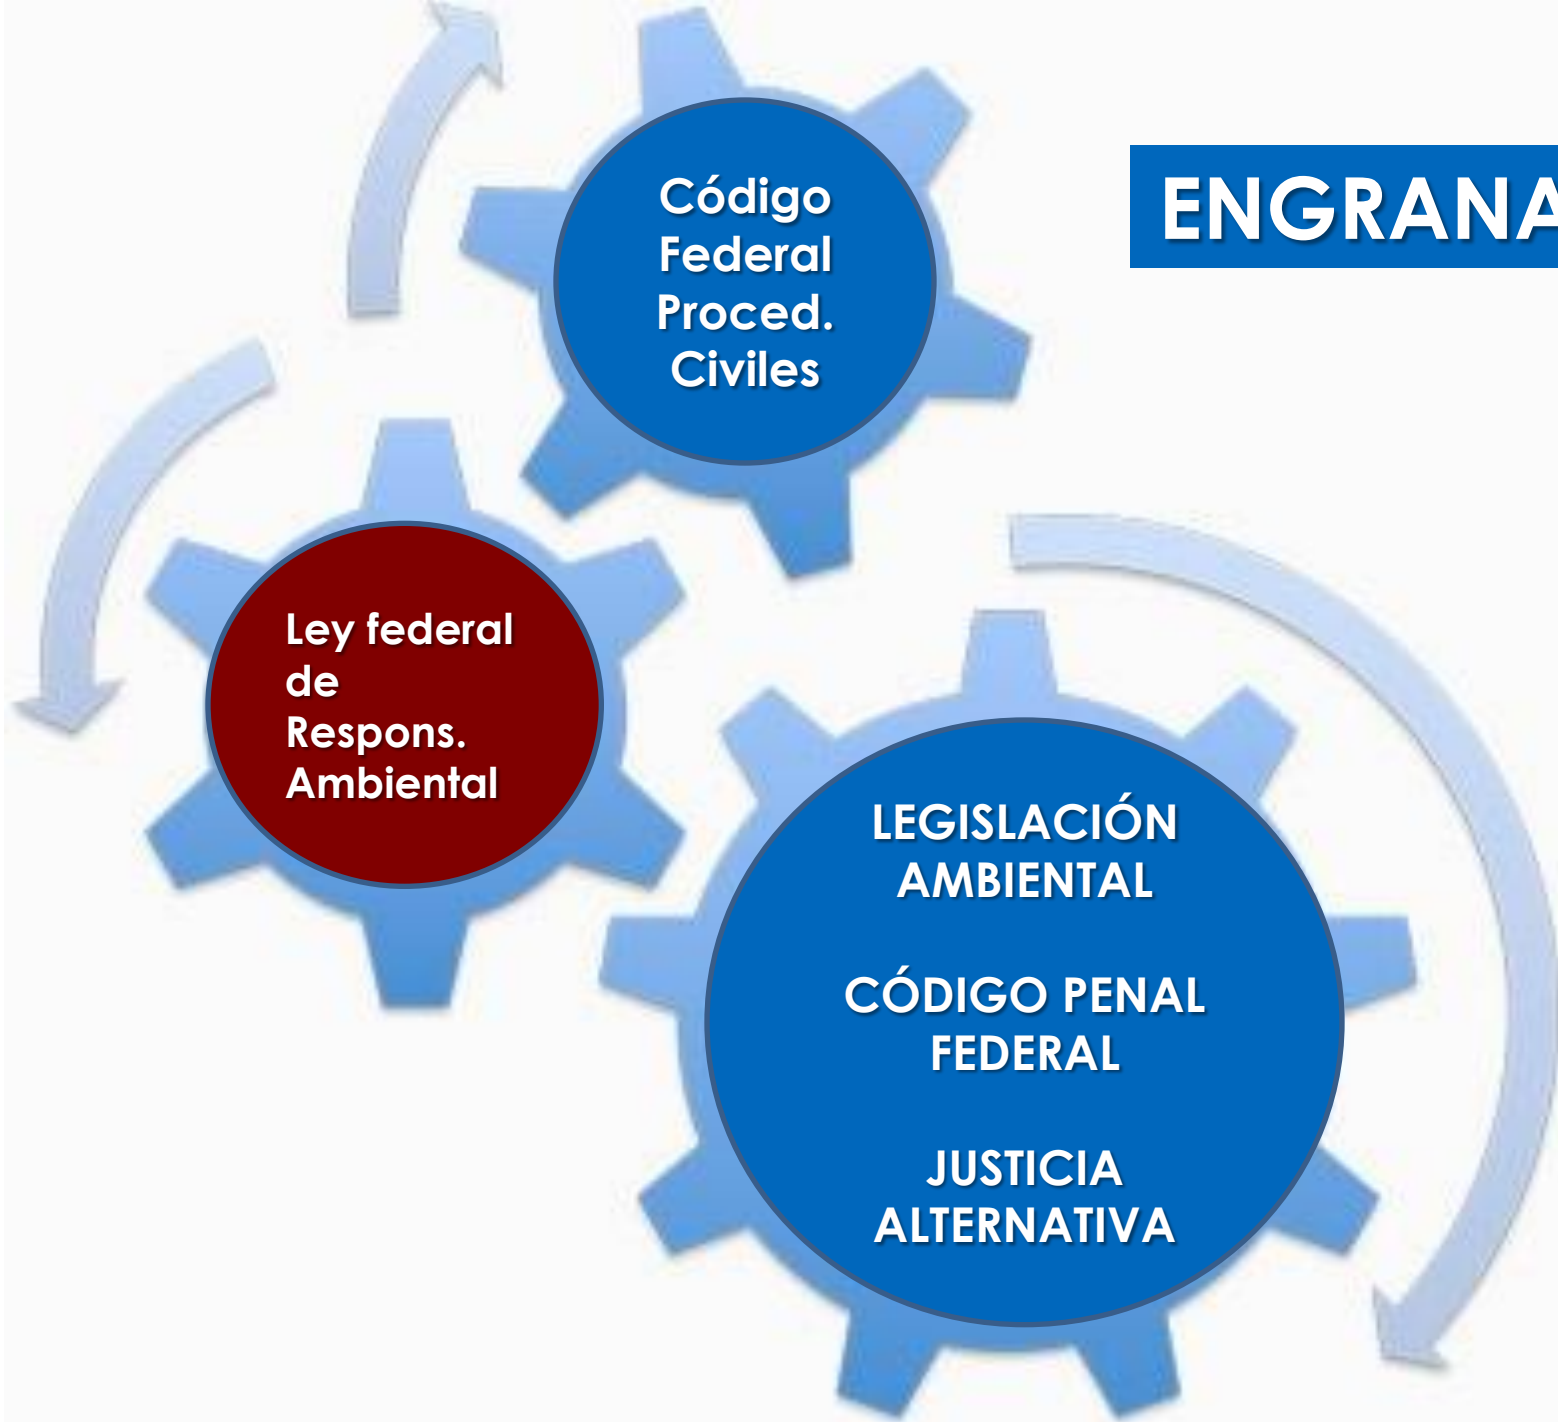 ENGRANA
Código
Federal
Proced.
Civiles
Ley federal
de
Respons.
Ambiental
LEGISLACIÓN
AMBIENTAL
CÓDIGO PENAL
FEDERAL
JUSTICIA
ALTERNATIVA